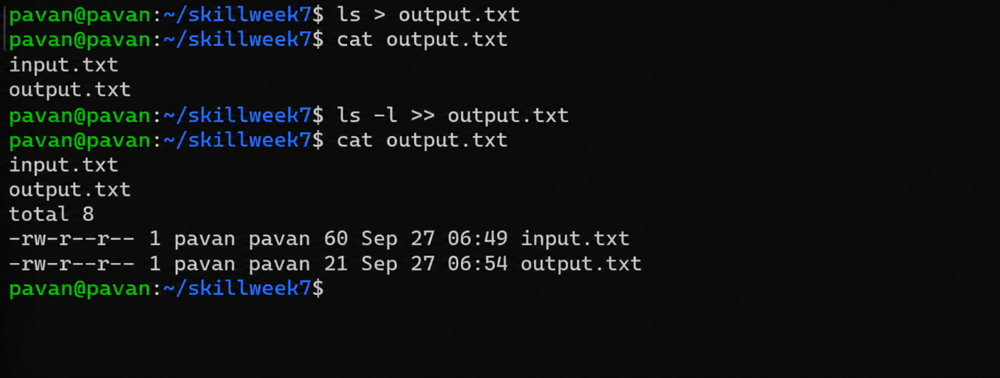 pavan@pavan:~/skillweek7$ ls > output.txt
pavan@pavan:~/skillweek7$ cat output.txt
input.txt
output.txt
pavan@pavan:~/skillweek7$ ls -l >> output.txt
pavan@pavan:~/skillweek7$ cat output.txt
input.txt
output.txt
total 8
-rw-r--r-- 1 pavan pavan 60 Sep 27 06:49 input.txt
-rw-r--r-- 1 pavan pavan 21 Sep 27 06:54 output.txt
pavan@pavan:~/skillweek7$